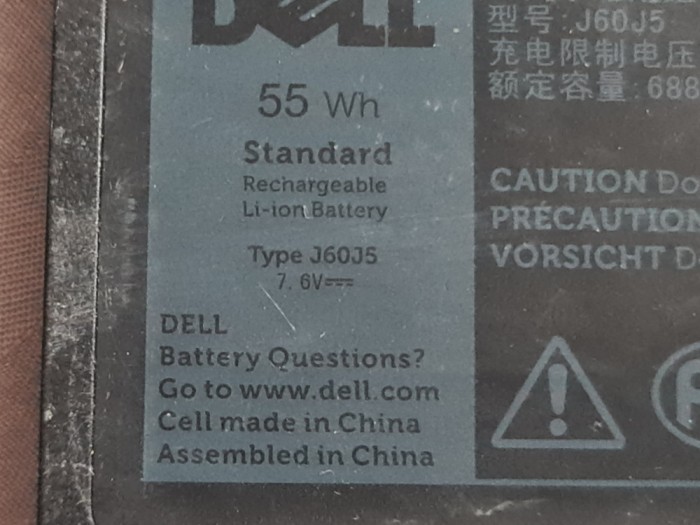 DELL
55 Wh
Standard
Rechargeable
Li-ion Battery
Type J60J5
7.6V⎓
DELL
Battery Questions?
Go to www.dell.com
Cell made in China
Assembled in China
型号:J60J5
充电限制电压
额定容量:688
CAUTION Do
PRÉCAUTION
VORSICHT D